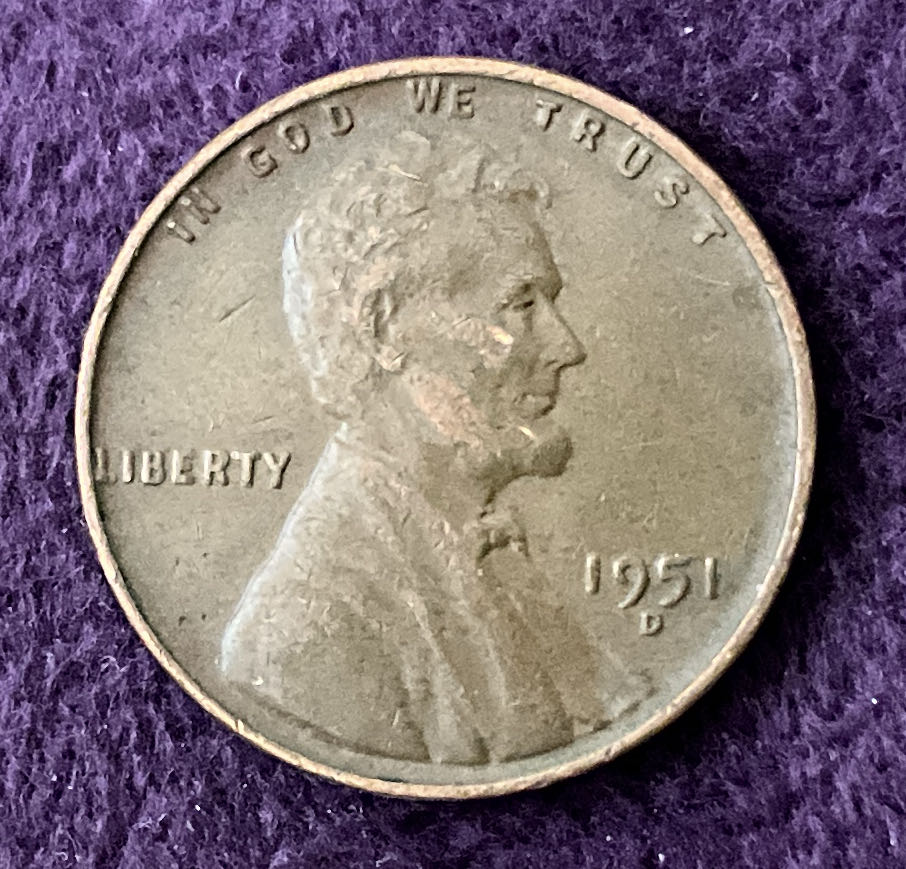 IN GOD WE TRUST
LIBERTY
1951
D